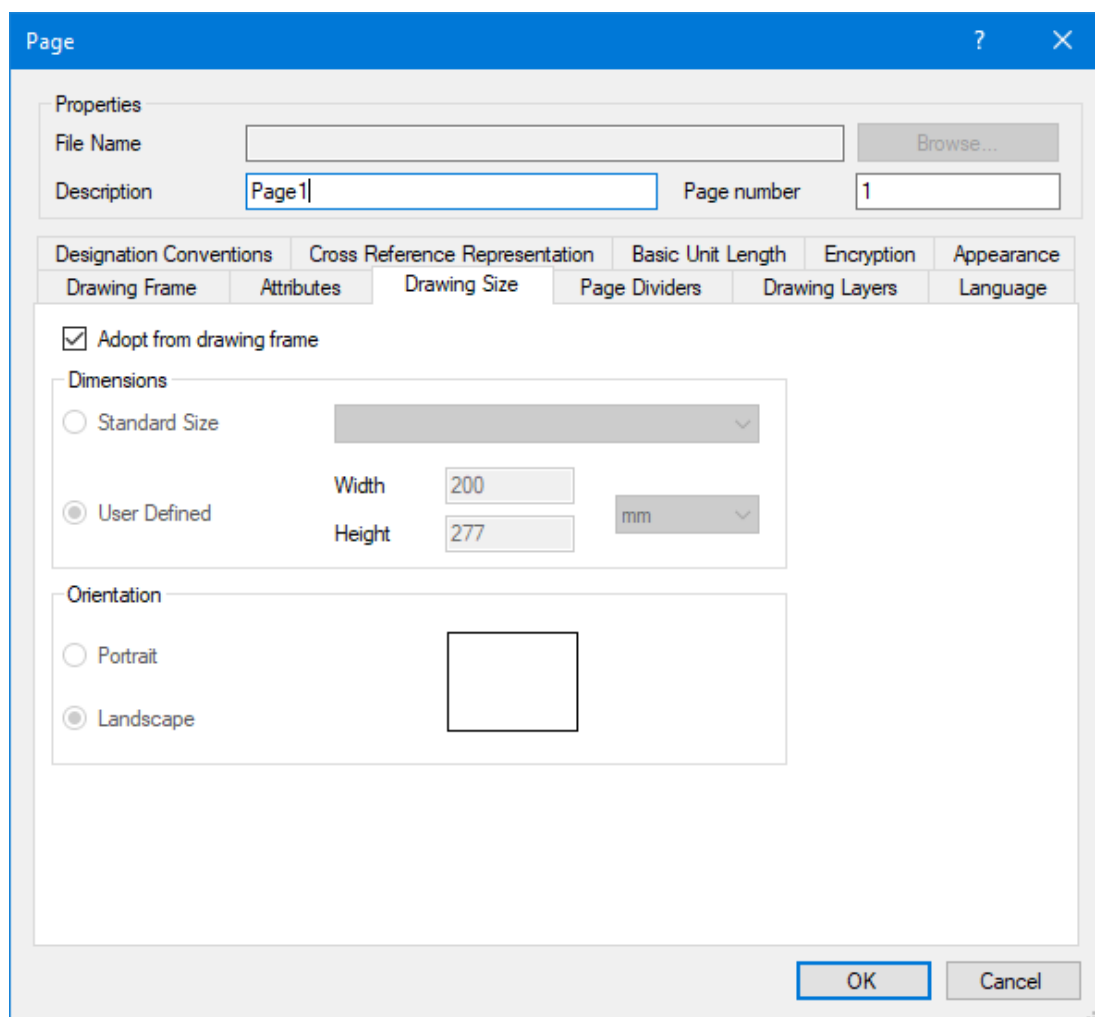 Page ?
Properties
File Name Browse...
Description Page1 Page number 1
Designation Conventions Cross Reference Representation Basic Unit Length Encryption Appearance
Drawing Frame Attributes Drawing Size Page Dividers Drawing Layers Language
Adopt from drawing frame
Dimensions
Standard Size
Width 200
User Defined mm
Height 277
Orientation
Portrait
Landscape
OK Cancel